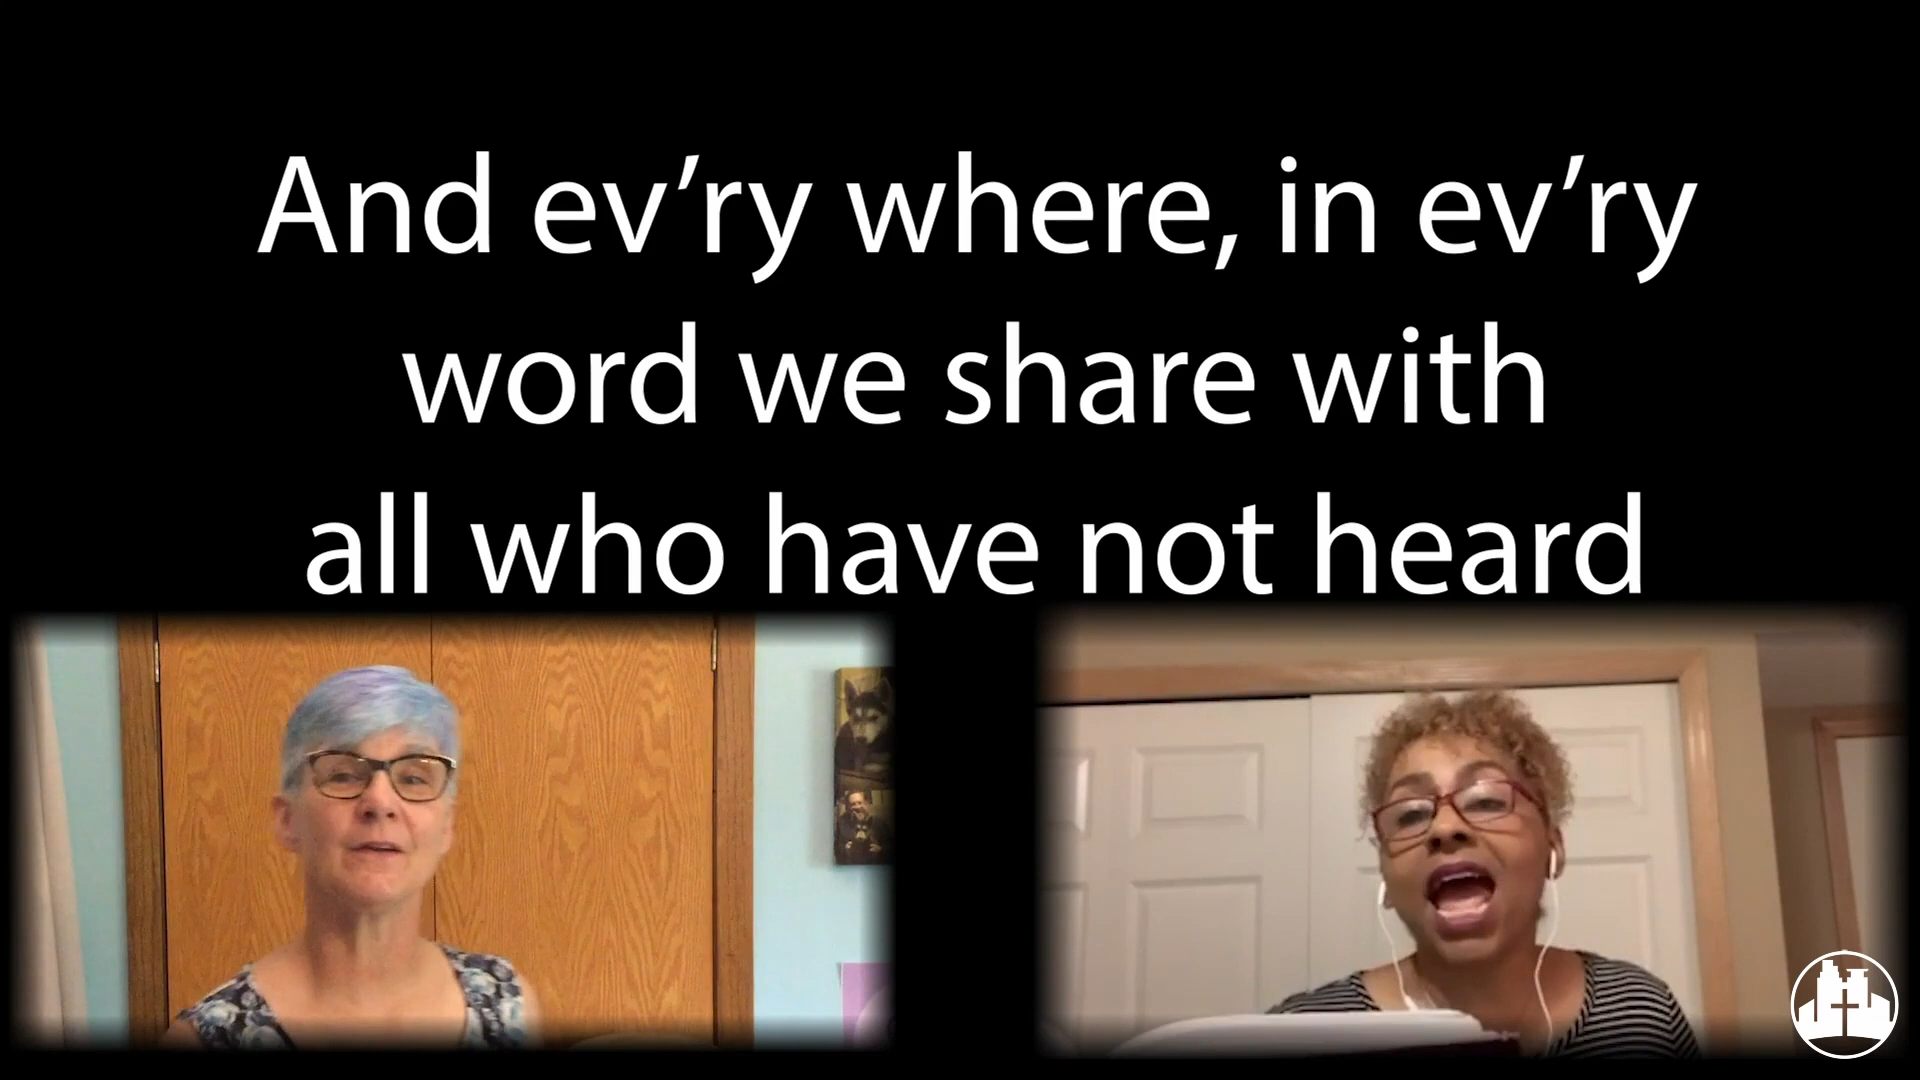 And ev’ry where, in ev’ry
word we share with
all who have not heard